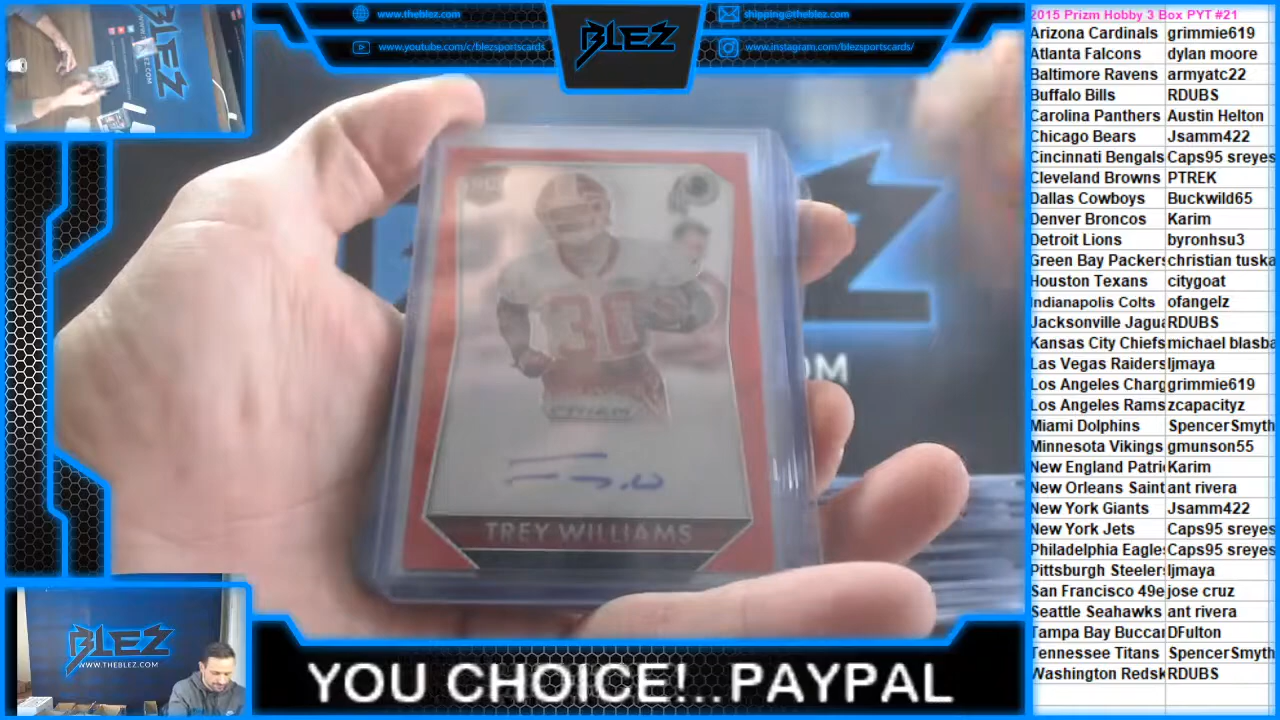 www.theblez.com
www.youtube.com/c/blezsportscards
BLEZ
shipping@theblez.com
www.instagram.com/blezsportscards/
2015 Prizm Hobby 3 Box PYT #21
Arizona Cardinals grimmie619
Atlanta Falcons dylan moore
Baltimore Ravens armyatc22
Buffalo Bills RDUBS
Carolina Panthers Austin Helton
Chicago Bears Jsamm422
Cincinnati Bengals Caps95 sreyes
Cleveland Browns PTREK
Dallas Cowboys Buckwild65
Denver Broncos Karim
Detroit Lions byronhsu3
Green Bay Packers christian tuska
Houston Texans citygoat
Indianapolis Colts ofangelz
Jacksonville Jagua RDUBS
Kansas City Chiefs michael blasba
Las Vegas Raiders ljmaya
Los Angeles Charg grimmie619
Los Angeles Rams zcapacityz
Miami Dolphins SpencerSmyth
Minnesota Vikings gmunson55
New England Patri Karim
New Orleans Saint ant rivera
New York Giants Jsamm422
New York Jets Caps95 sreyes
Philadelphia Eagle Caps95 sreyes
Pittsburgh Steeler ljmaya
San Francisco 49e jose cruz
Seattle Seahawks ant rivera
Tampa Bay Buccar DFulton
Tennessee Titans SpencerSmyth
Washington Redsk RDUBS
30
PRIZM
TREY WILLIAMS
OM
BLEZ
WWW.THEBLEZ.COM
YOU CHOICE!..PAYPAL